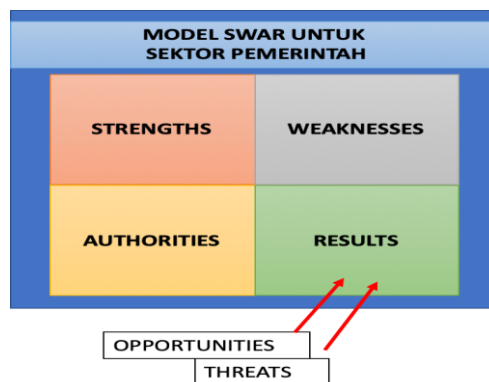 MODEL SWAR UNTUK
SEKTOR PEMERINTAH
STRENGTHS
WEAKNESSES
AUTHORITIES
RESULTS
OPPORTUNITIES
THREATS